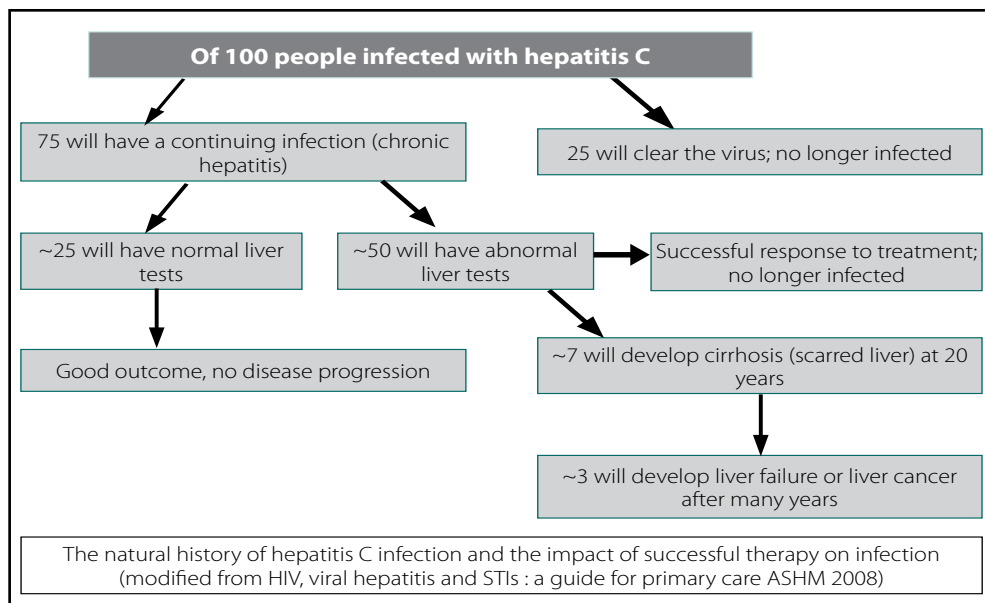 Of 100 people infected with hepatitis C
75 will have a continuing infection (chronic
hepatitis)
25 will clear the virus; no longer infected
~25 will have normal liver
tests
~50 will have abnormal
liver tests
Successful response to treatment;
no longer infected
Good outcome, no disease progression
~7 will develop cirrhosis (scarred liver) at 20
years
~3 will develop liver failure or liver cancer
after many years
The natural history of hepatitis C infection and the impact of successful therapy on infection
(modified from HIV, viral hepatitis and STIs : a guide for primary care ASHM 2008)